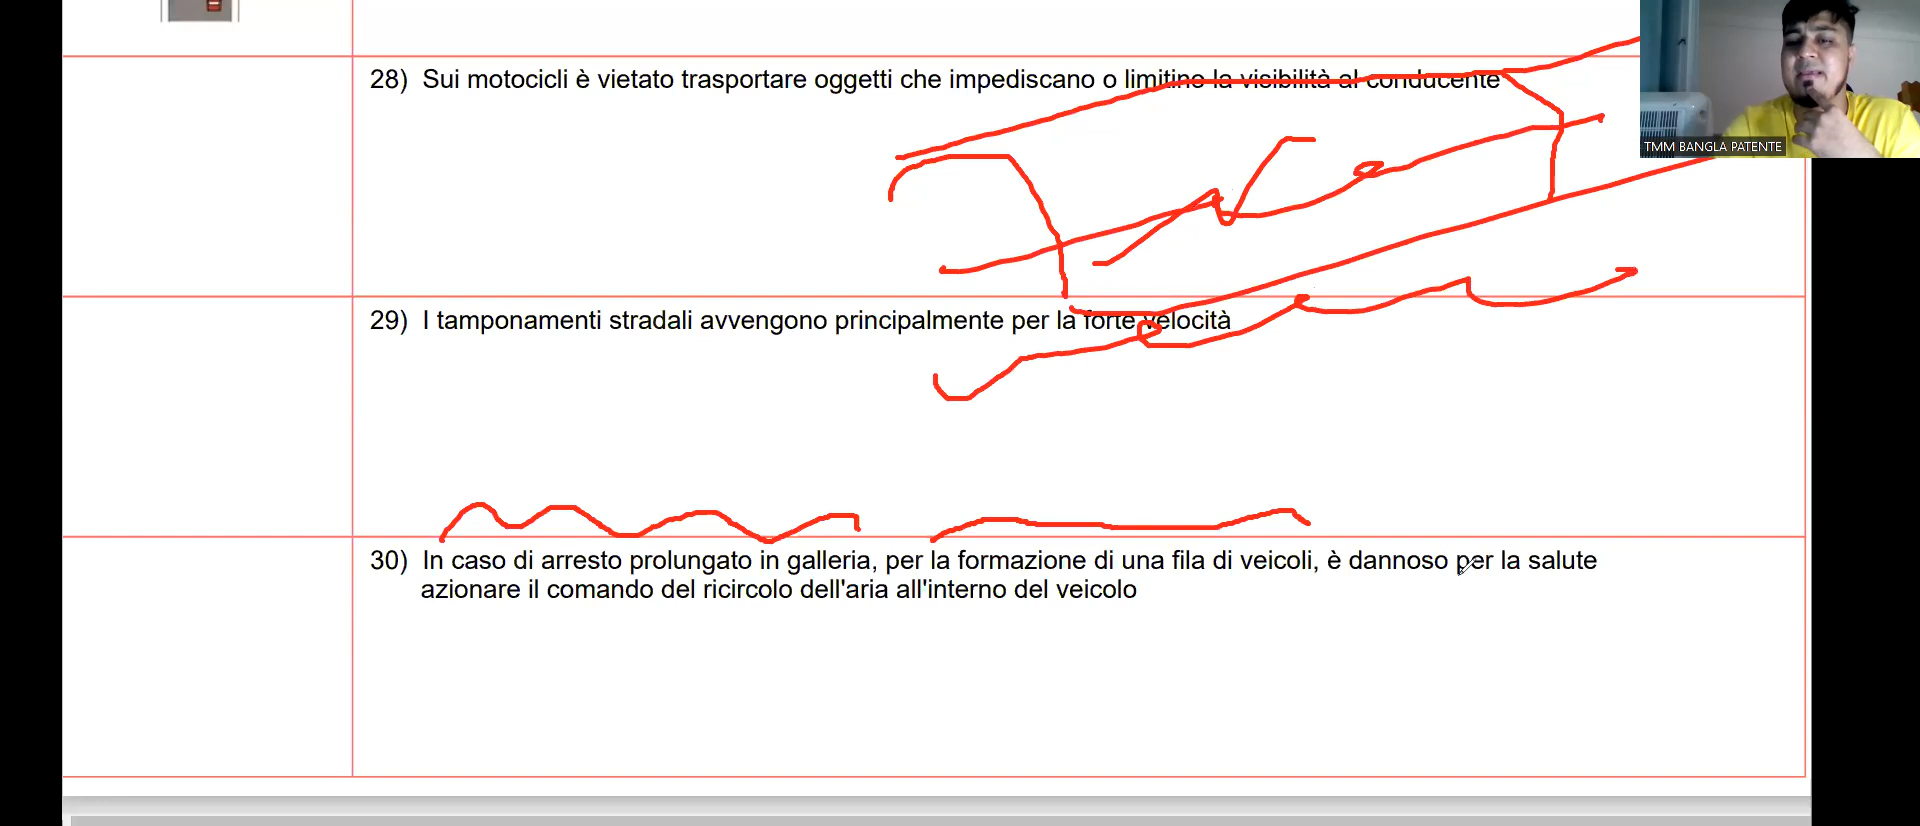 28) Sui motocicli è vietato trasportare oggetti che impediscano o limitino la visibilità al conducente
TMM BANGLA PATENTE
29) I tamponamenti stradali avvengono principalmente per la forte velocità
30) In caso di arresto prolungato in galleria, per la formazione di una fila di veicoli, è dannoso per la salute
azionare il comando del ricircolo dell'aria all'interno del veicolo